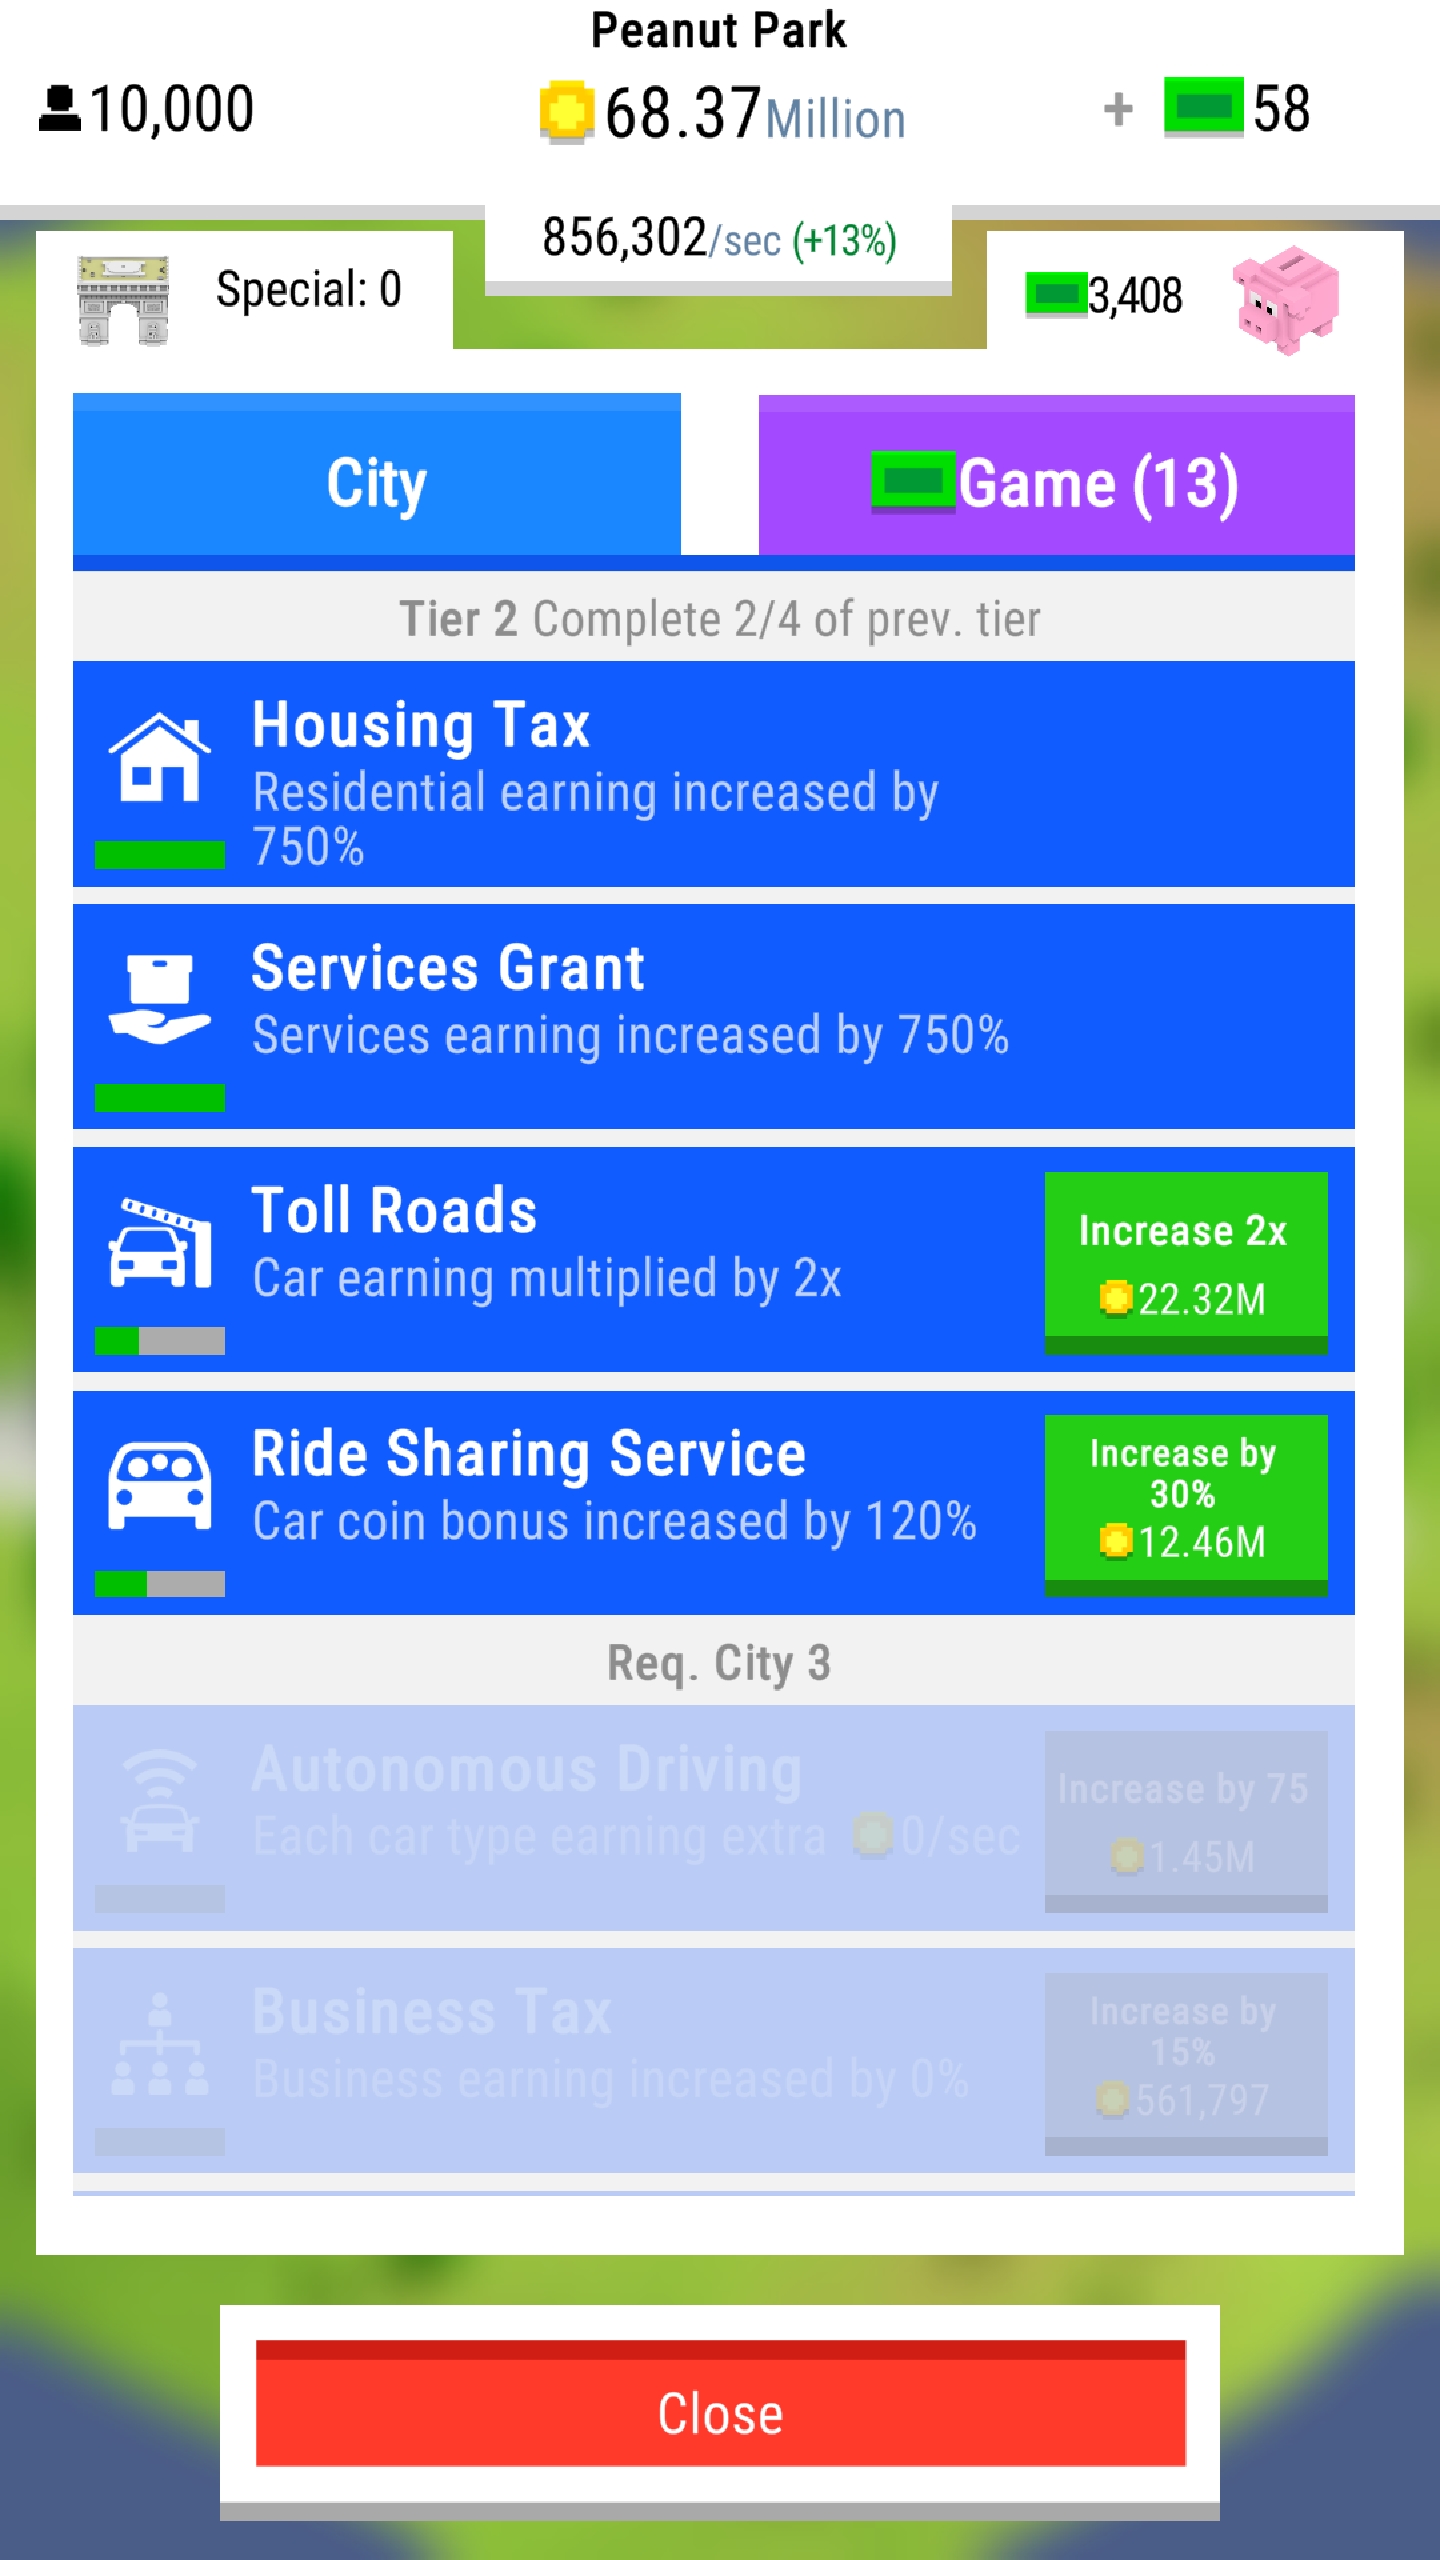 Peanut Park
10,000
68.37Million
+ 58
856,302/sec (+13%)
Special: 0
3,408
City
Game (13)
Tier 2 Complete 2/4 of prev. tier
Housing Tax
Residential earning increased by
750%
Services Grant
Services earning increased by 750%
Toll Roads
Car earning multiplied by 2x
Increase 2x
22.32M
Ride Sharing Service
Car coin bonus increased by 120%
Increase by
30%
12.46M
Req. City 3
Autonomous Driving
Each car type earning extra 0/sec
Increase by 75
1.45M
Business Tax
Business earning increased by 0%
Increase by
15%
561,797
Close